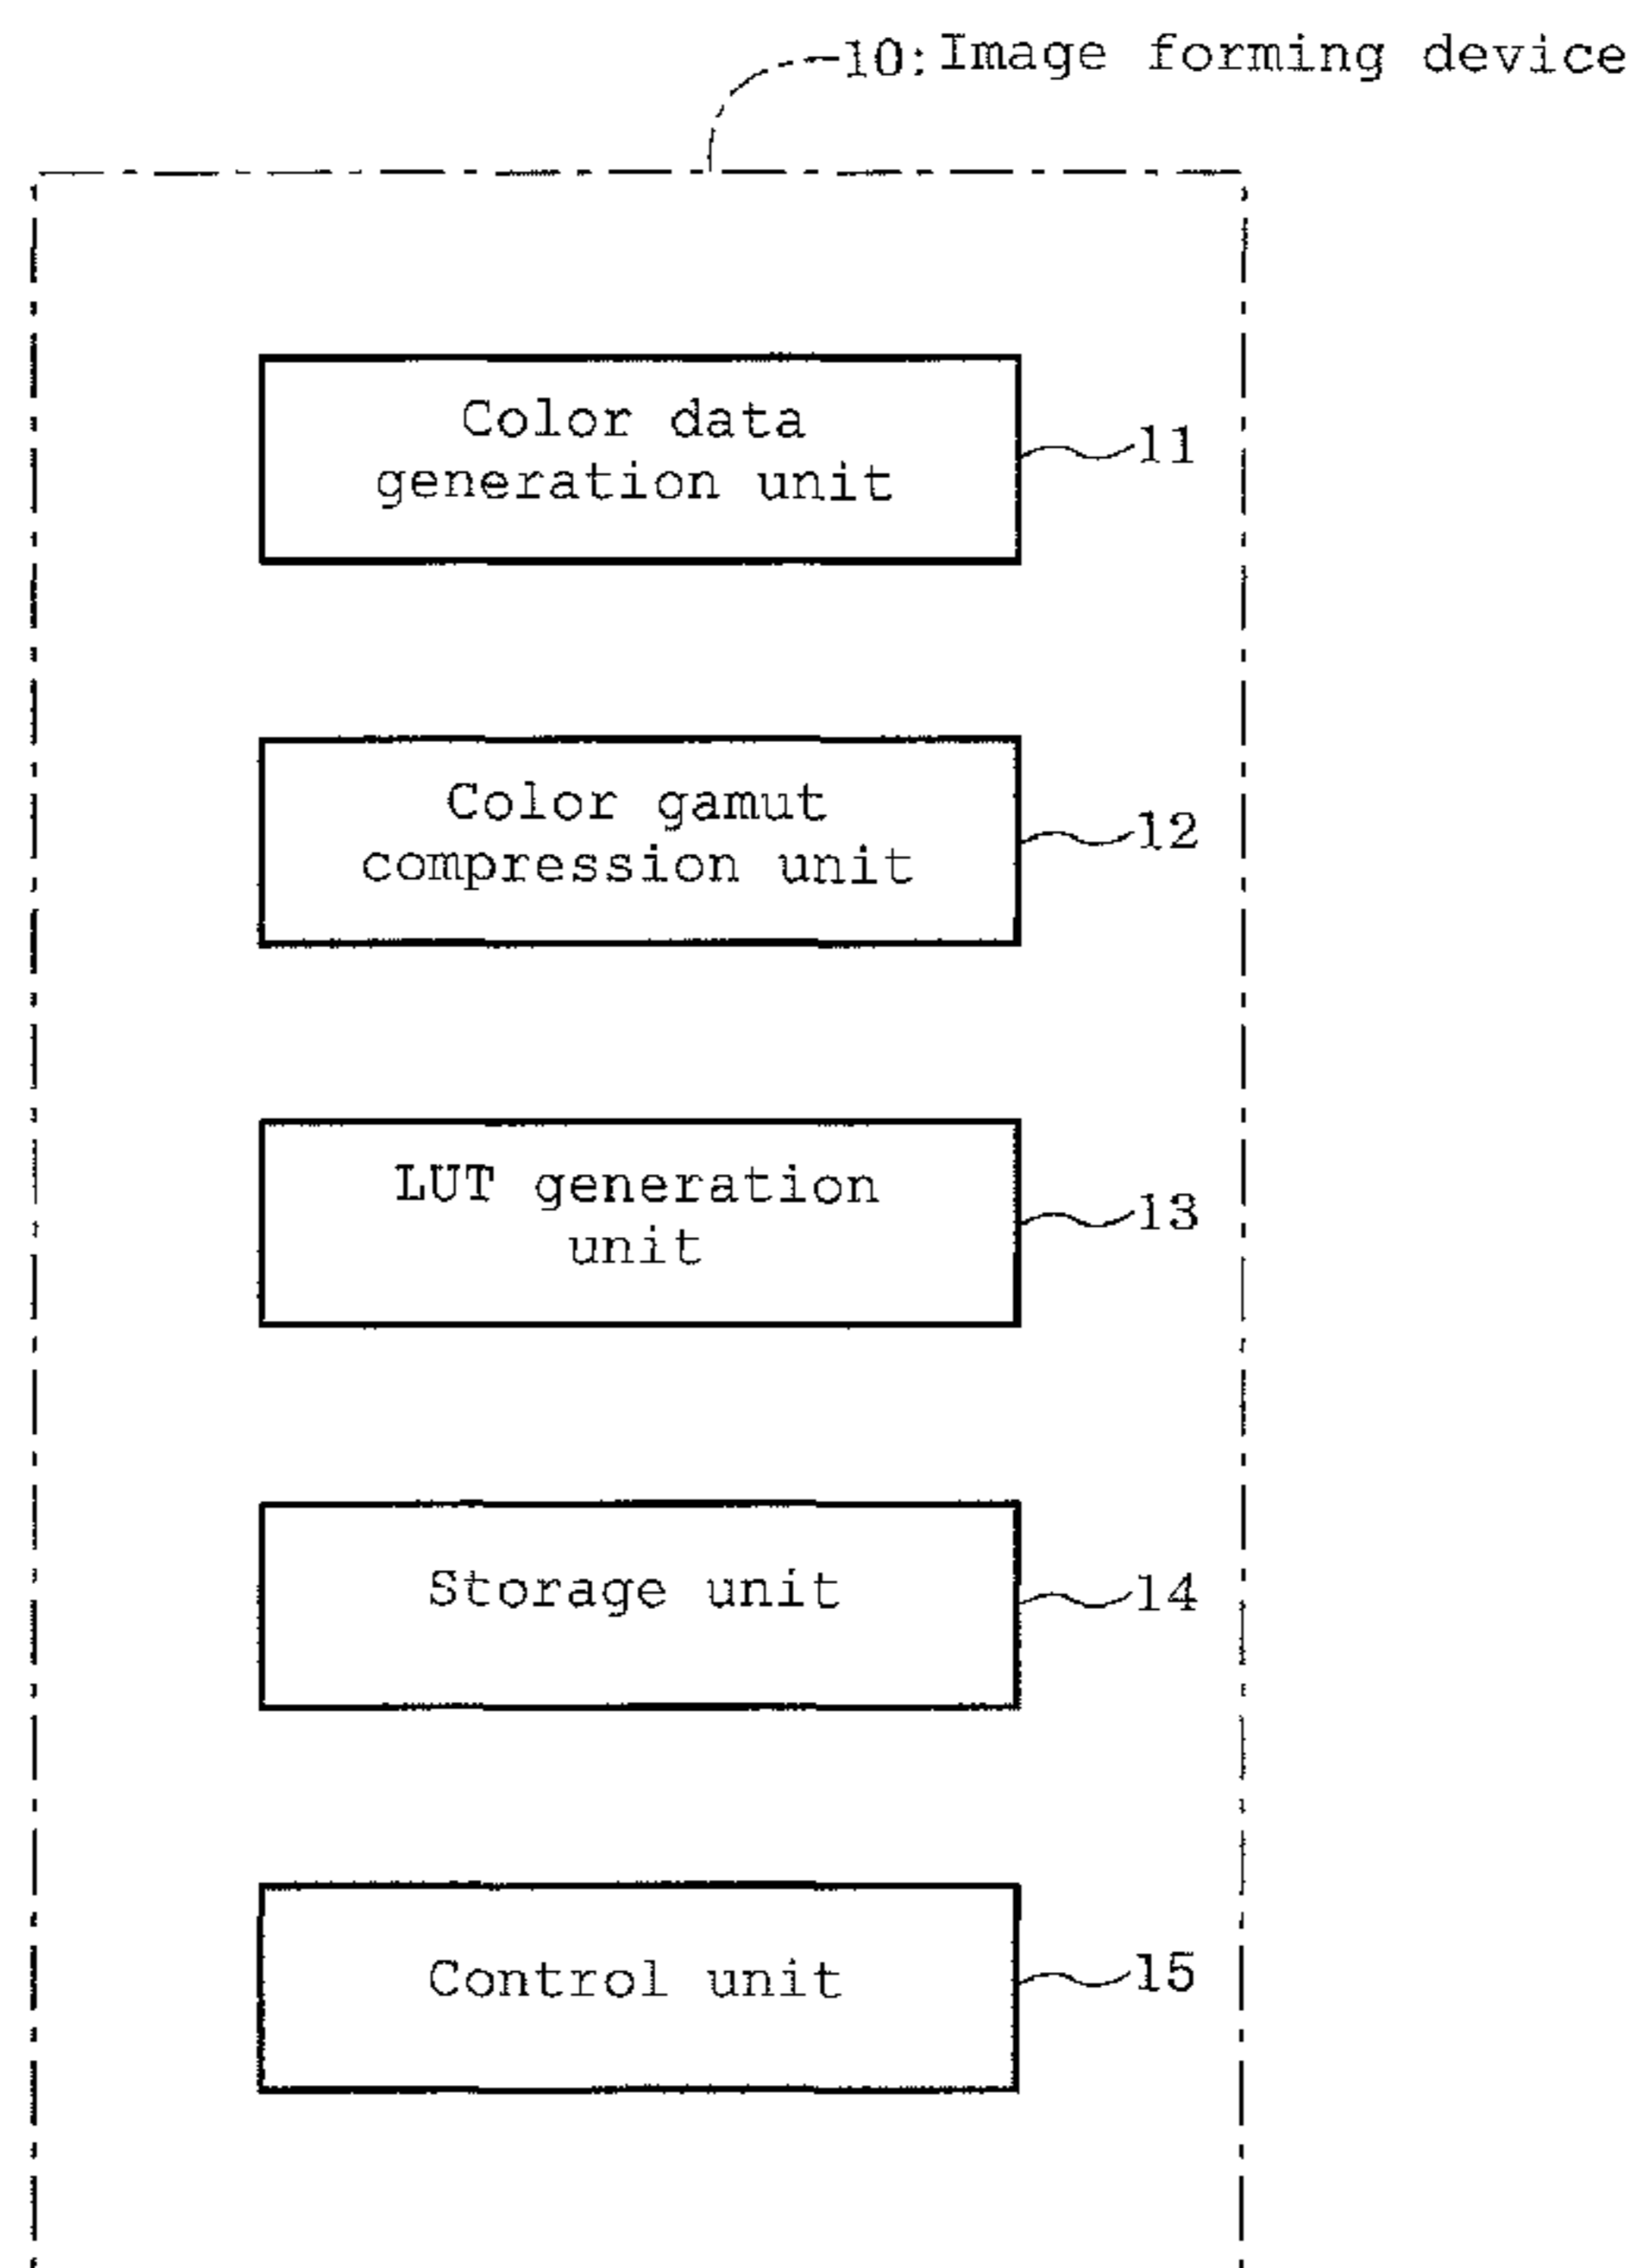 10:Image forming device
Color data
generation unit
11
Color gamut
compression unit
12
LUT generation
unit
13
Storage unit
14
Control unit
15